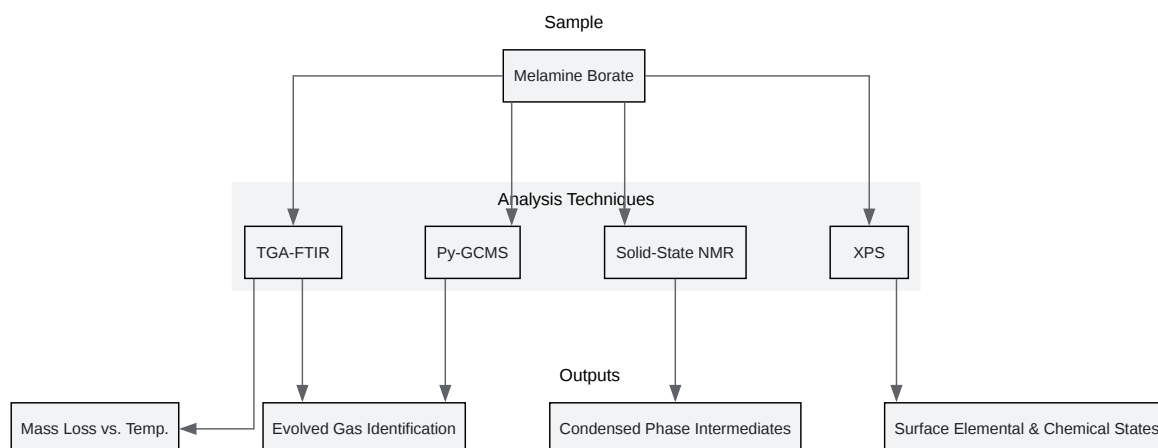 Sample
Melamine Borate
Analysis Techniques
TGA-FTIR
Py-GCMS
Solid-State NMR
XPS
Outputs
Mass Loss vs. Temp.
Evolved Gas Identification
Condensed Phase Intermediates
Surface Elemental & Chemical States